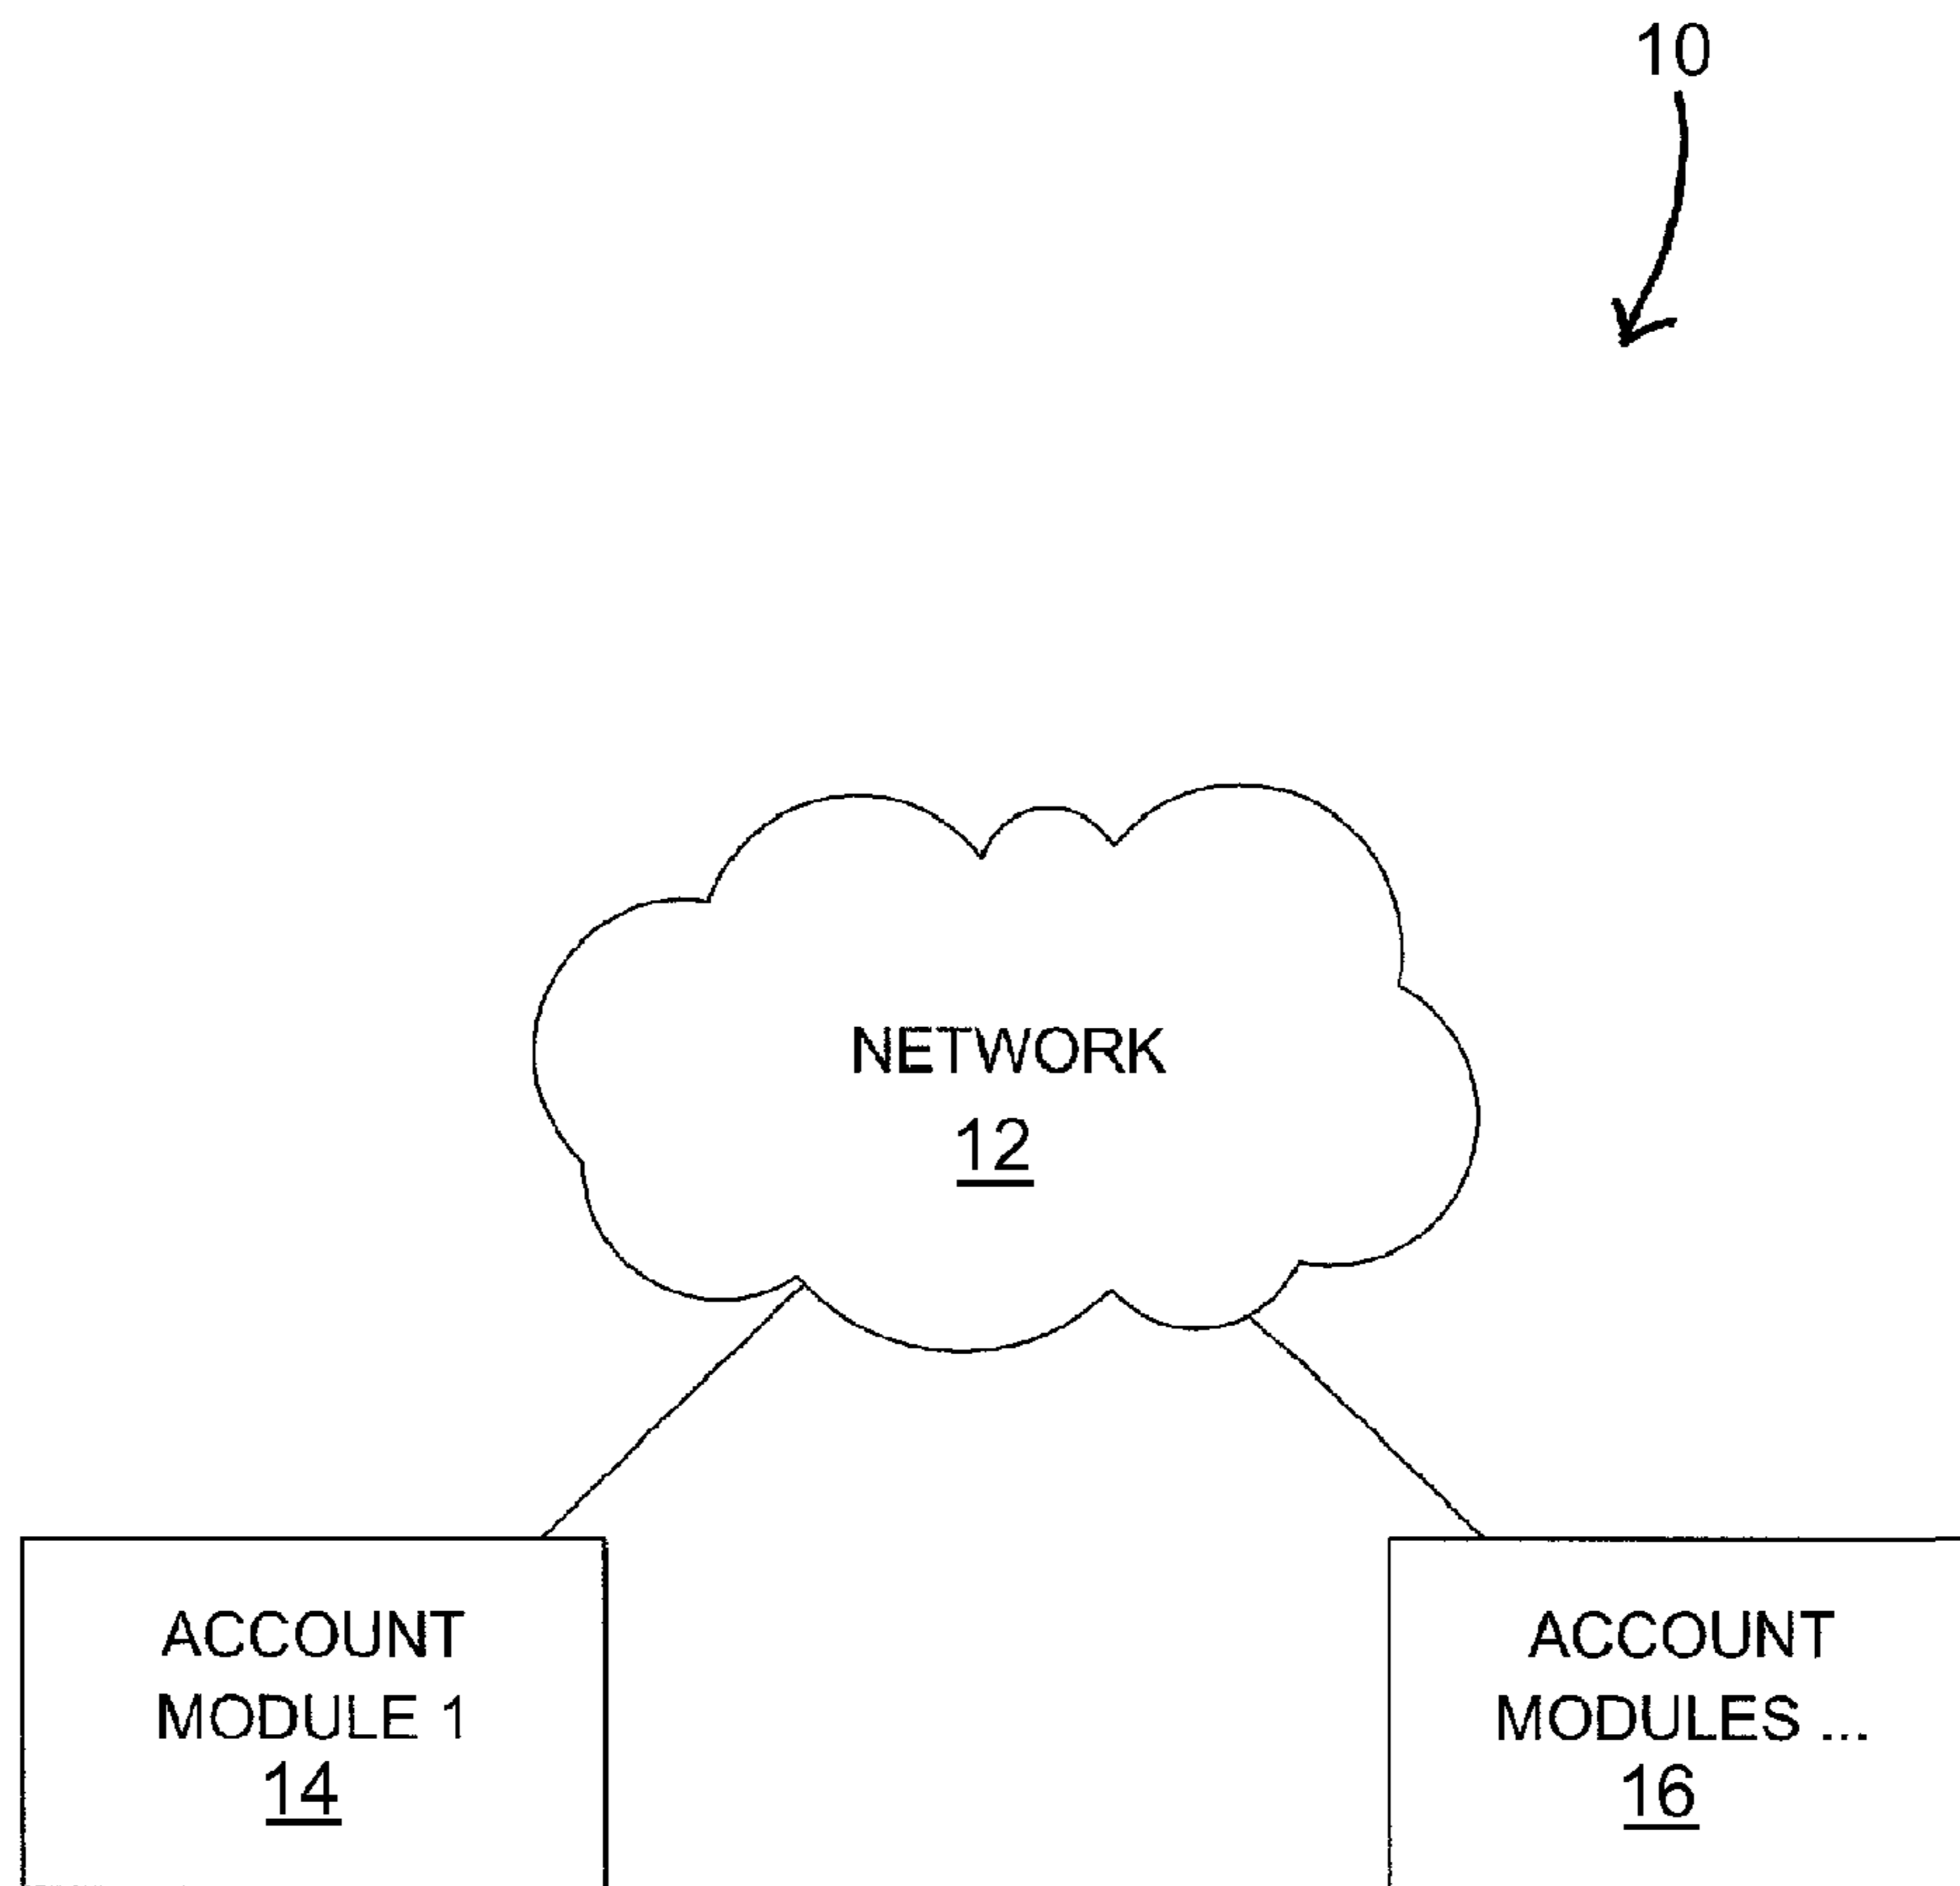 10
NETWORK
12
ACCOUNT
MODULE 1
14
ACCOUNT
MODULES ...
16